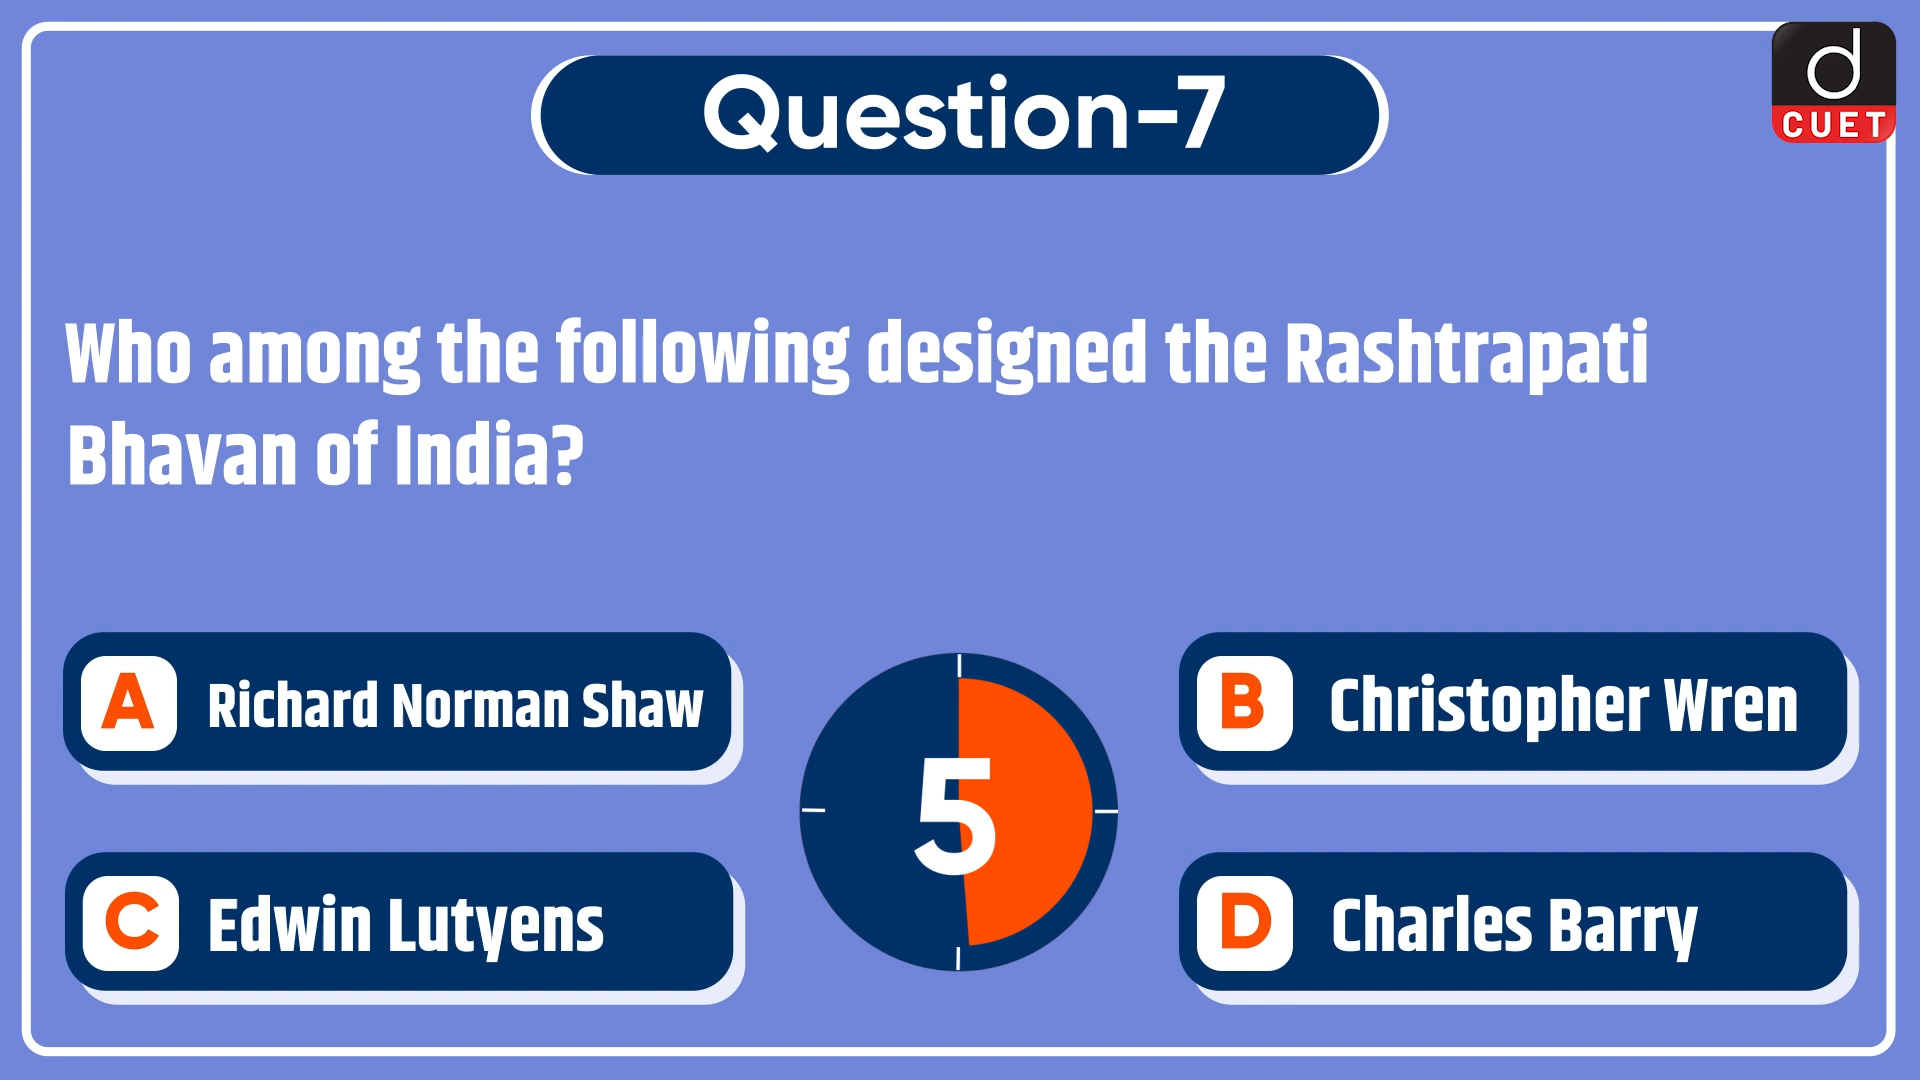 Question-7
d
CUET
Who among the following designed the Rashtrapati
Bhavan of India?
A Richard Norman Shaw
B Christopher Wren
5
C Edwin Lutyens
D Charles Barry